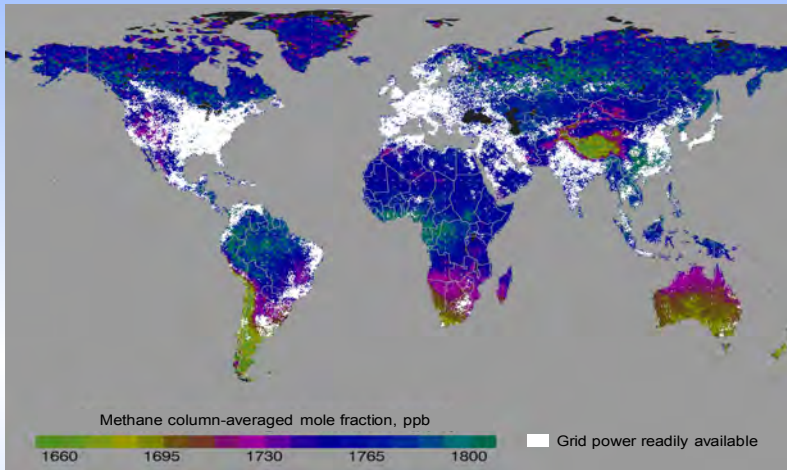 Methane column-averaged mole fraction, ppb
1660 1695 1730 1765 1800
Grid power readily available